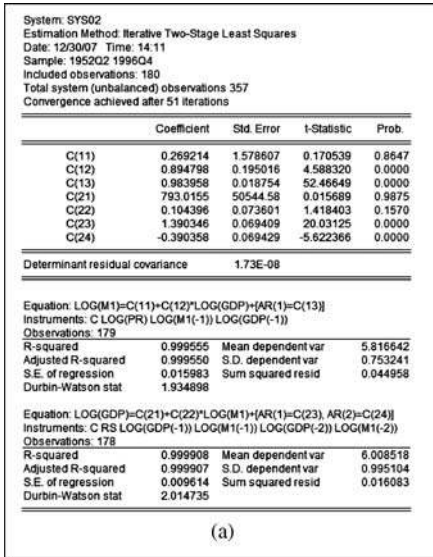 System: SYS02
Estimation Method: Iterative Two-Stage Least Squares
Date: 12/30/07 Time: 14:11
Sample: 1952Q2 1996Q4
Included observations: 180
Total system (unbalanced) observations 357
Convergence achieved after 51 iterations
Coefficient Std. Error t-Statistic Prob.
C(11) 0.269214 1.578607 0.170539 0.8647
C(12) 0.894798 0.195016 4.588320 0.0000
C(13) 0.983958 0.018754 52.46649 0.0000
C(21) 793.0155 50544.58 0.015689 0.9875
C(22) 0.104396 0.073601 1.418403 0.1570
C(23) 1.390346 0.069409 20.03125 0.0000
C(24) -0.390358 0.069429 -5.622366 0.0000
Determinant residual covariance 1.73E-08
Equation: LOG(M1)=C(11)+C(12)*LOG(GDP)+[AR(1)=C(13)]
Instruments: C LOG(PR) LOG(M1(-1)) LOG(GDP(-1))
Observations: 179
R-squared 0.999555 Mean dependent var 5.816642
Adjusted R-squared 0.999550 S.D. dependent var 0.753241
S.E. of regression 0.015983 Sum squared resid 0.044958
Durbin-Watson stat 1.934898
Equation: LOG(GDP)=C(21)+C(22)*LOG(M1)+[AR(1)=C(23), AR(2)=C(24)]
Instruments: C RS LOG(GDP(-1)) LOG(M1(-1)) LOG(GDP(-2)) LOG(M1(-2))
Observations: 178
R-squared 0.999908 Mean dependent var 6.008518
Adjusted R-squared 0.999907 S.D. dependent var 0.995104
S.E. of regression 0.009614 Sum squared resid 0.016083
Durbin-Watson stat 2.014735
(a)